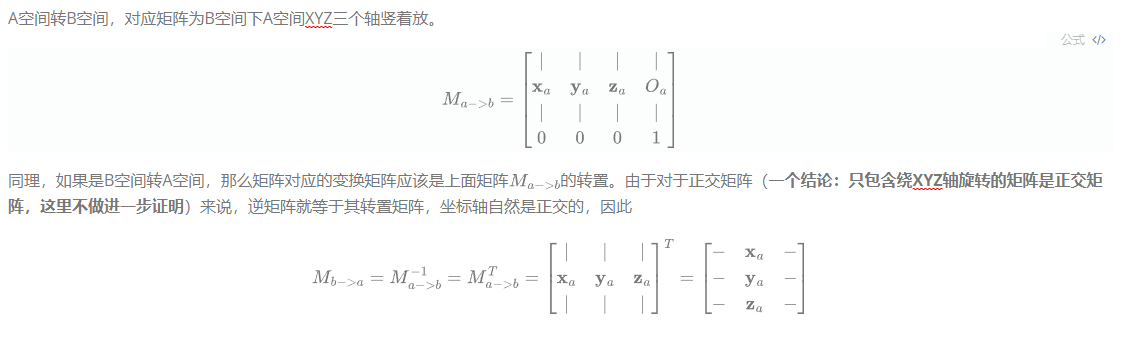 A空间转B空间，对应矩阵为B空间下A空间XYZ三个轴竖着放。
公式 </>
M_{a->b} = \begin{bmatrix} | & | & | & | \\ \mathbf{x}_a & \mathbf{y}_a & \mathbf{z}_a & O_a \\ | & | & | & | \\ 0 & 0 & 0 & 1 \end{bmatrix}
同理，如果是B空间转A空间，那么矩阵对应的变换矩阵应该是上面矩阵M_{a->b}的转置。由于对于正交矩阵（一个结论：只包含绕XYZ轴旋转的矩阵是正交矩
阵，这里不做进一步证明）来说，逆矩阵就等于其转置矩阵，坐标轴自然是正交的，因此
M_{b->a} = M_{a->b}^{-1} = M_{a->b}^{T} = \begin{bmatrix} | & | & | \\ \mathbf{x}_a & \mathbf{y}_a & \mathbf{z}_a \\ | & | & | \end{bmatrix}^T = \begin{bmatrix} - & \mathbf{x}_a & - \\ - & \mathbf{y}_a & - \\ - & \mathbf{z}_a & - \end{bmatrix}